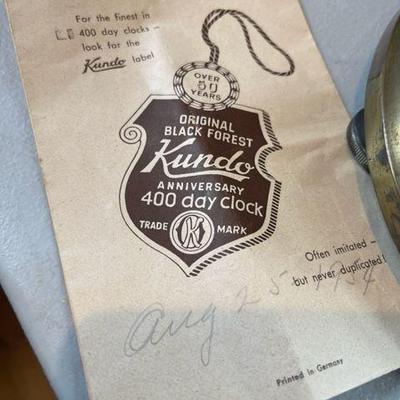 For the finest in
400 day clocks —
look for the
Kundo label
OVER
50
YEARS
ORIGINAL
BLACK FOREST
Kundo
ANNIVERSARY
400 day clock
TRADE K MARK
Often imitated —
but never duplicated!
Aug 25 1954
Printed in Germany